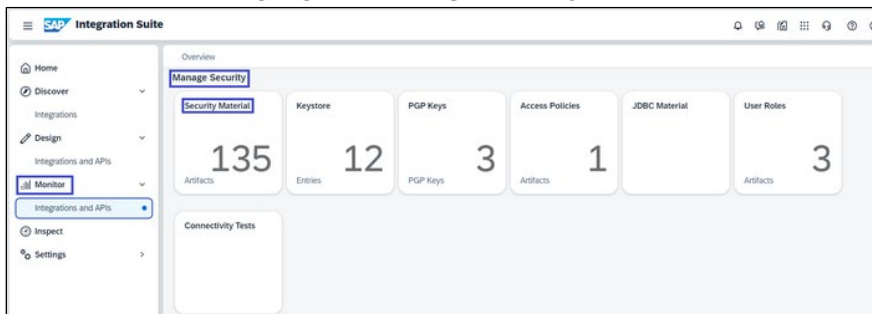 SAP Integration Suite
Home
Discover
Integrations
Design
Integrations and APIs
Monitor
Integrations and APIs
Inspect
Settings
Overview
Manage Security
Security Material
135
Artifacts
Keystore
12
Entries
PGP Keys
3
PGP Keys
Access Policies
1
Artifacts
JDBC Material
User Roles
3
Artifacts
Connectivity Tests